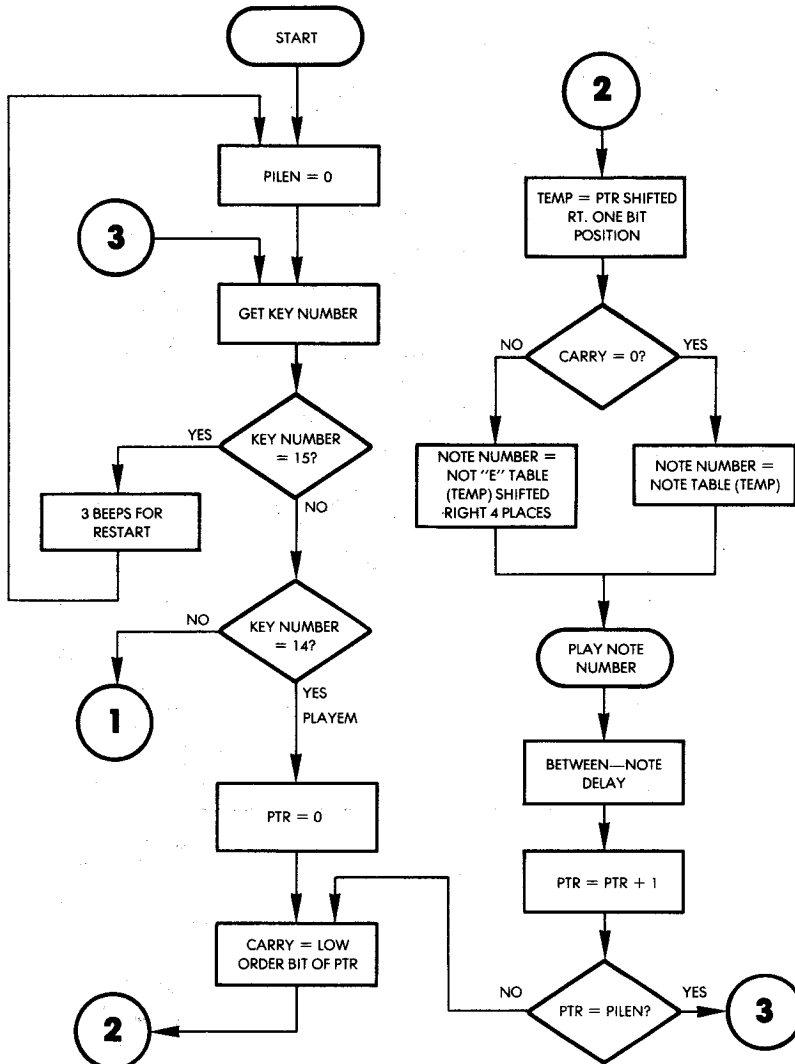 START
PILEN = 0
3
GET KEY NUMBER
YES
KEY NUMBER
= 15?
3 BEEPS FOR
RESTART
NO
NO
KEY NUMBER
= 14?
1
YES
PLAYEM
PTR = 0
CARRY = LOW
ORDER BIT OF PTR
2
2
TEMP = PTR SHIFTED
RT. ONE BIT
POSITION
NO
CARRY = 0?
YES
NOTE NUMBER =
NOT "E" TABLE
(TEMP) SHIFTED
RIGHT 4 PLACES
NOTE NUMBER =
NOTE TABLE (TEMP)
PLAY NOTE
NUMBER
BETWEEN—NOTE
DELAY
PTR = PTR + 1
NO
PTR = PILEN?
YES
3